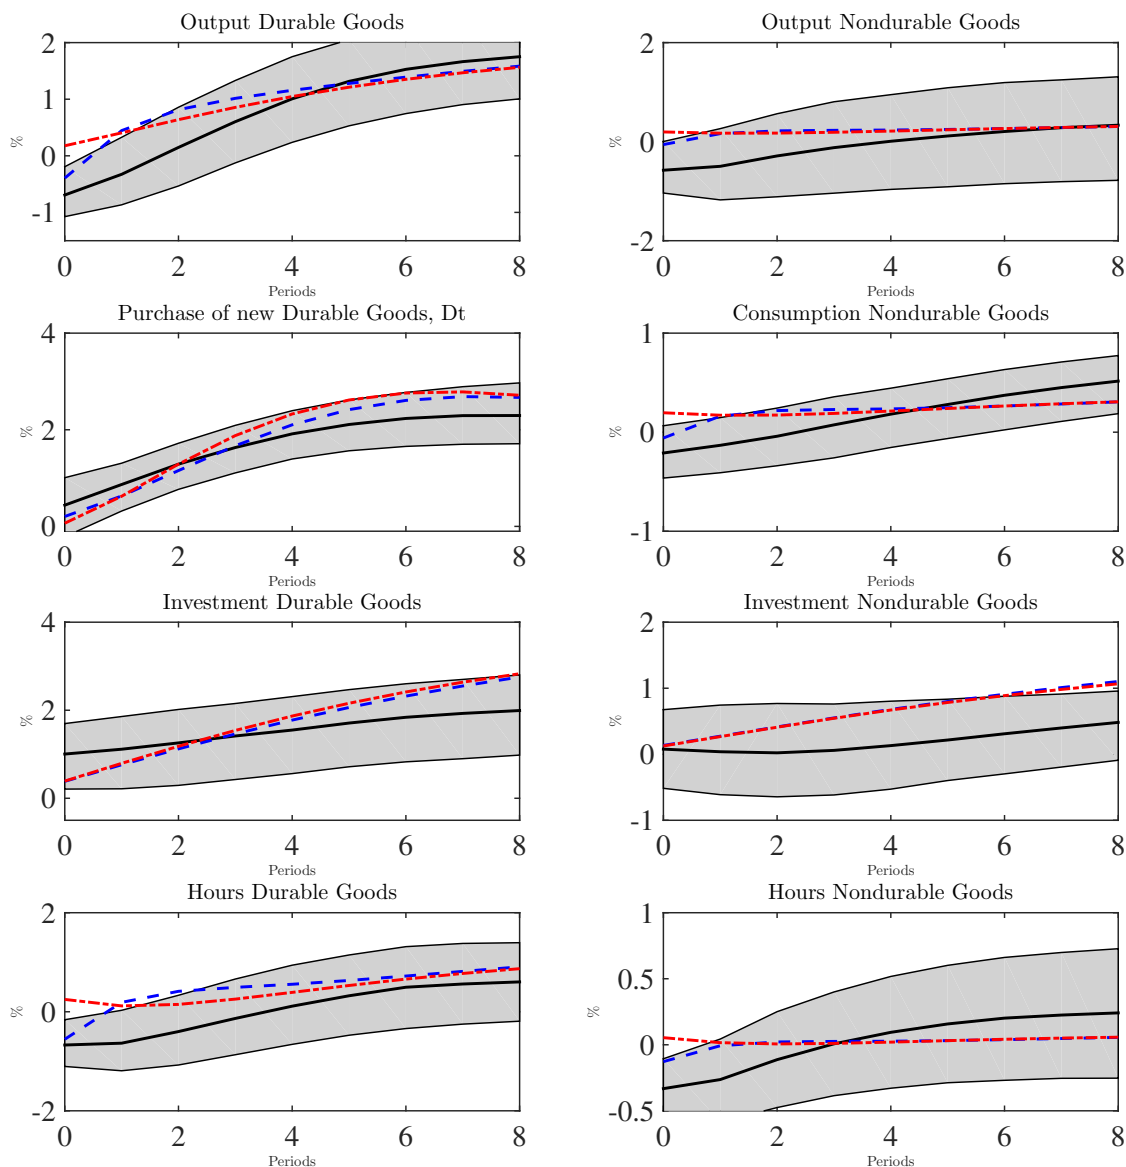 Output Durable Goods
2
1
0
-1
%
0 2 4 6 8
Periods
Output Nondurable Goods
2
0
-2
%
0 2 4 6 8
Periods
Purchase of new Durable Goods, Dt
4
2
0
%
0 2 4 6 8
Periods
Consumption Nondurable Goods
1
0
-1
%
0 2 4 6 8
Periods
Investment Durable Goods
4
2
0
%
0 2 4 6 8
Periods
Investment Nondurable Goods
2
1
0
-1
%
0 2 4 6 8
Periods
Hours Durable Goods
2
0
-2
%
0 2 4 6 8
Periods
Hours Nondurable Goods
1
0.5
0
-0.5
%
0 2 4 6 8
Periods